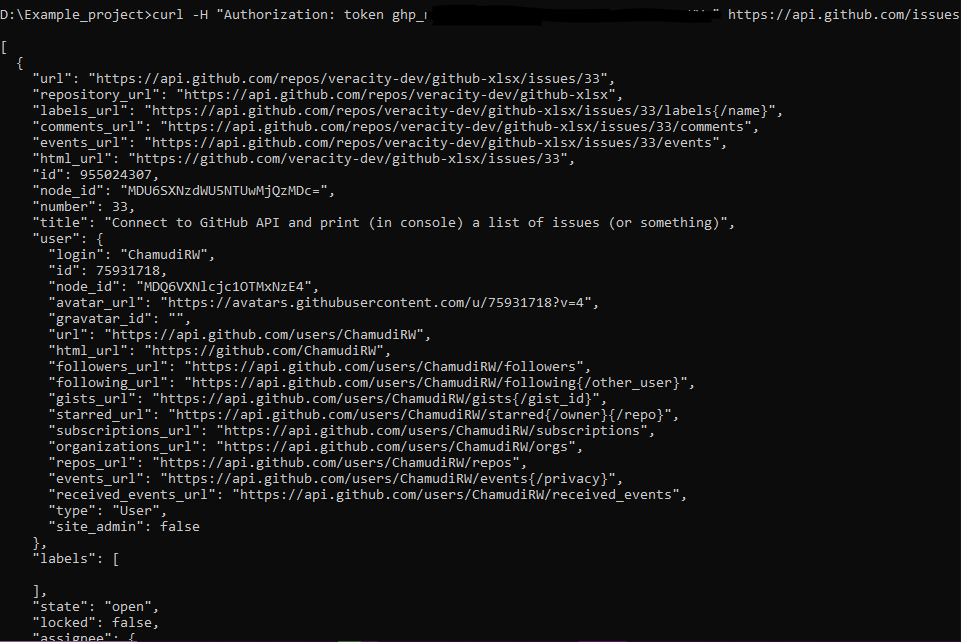 D:\Example_project>curl -H "Authorization: token ghp_ " https://api.github.com/issues
[
  {
    "url": "https://api.github.com/repos/veracity-dev/github-xlsx/issues/33",
    "repository_url": "https://api.github.com/repos/veracity-dev/github-xlsx",
    "labels_url": "https://api.github.com/repos/veracity-dev/github-xlsx/issues/33/labels{/name}",
    "comments_url": "https://api.github.com/repos/veracity-dev/github-xlsx/issues/33/comments",
    "events_url": "https://api.github.com/repos/veracity-dev/github-xlsx/issues/33/events",
    "html_url": "https://github.com/veracity-dev/github-xlsx/issues/33",
    "id": 955024307,
    "node_id": "MDU6SXNzdWU5NTUwMjQzMDc=",
    "number": 33,
    "title": "Connect to GitHub API and print (in console) a list of issues (or something)",
    "user": {
      "login": "ChamudiRW",
      "id": 75931718,
      "node_id": "MDQ6VXNlcjc1OTMxNzE4",
      "avatar_url": "https://avatars.githubusercontent.com/u/75931718?v=4",
      "gravatar_id": "",
      "url": "https://api.github.com/users/ChamudiRW",
      "html_url": "https://github.com/ChamudiRW",
      "followers_url": "https://api.github.com/users/ChamudiRW/followers",
      "following_url": "https://api.github.com/users/ChamudiRW/following{/other_user}",
      "gists_url": "https://api.github.com/users/ChamudiRW/gists{/gist_id}",
      "starred_url": "https://api.github.com/users/ChamudiRW/starred{/owner}{/repo}",
      "subscriptions_url": "https://api.github.com/users/ChamudiRW/subscriptions",
      "organizations_url": "https://api.github.com/users/ChamudiRW/orgs",
      "repos_url": "https://api.github.com/users/ChamudiRW/repos",
      "events_url": "https://api.github.com/users/ChamudiRW/events{/privacy}",
      "received_events_url": "https://api.github.com/users/ChamudiRW/received_events",
      "type": "User",
      "site_admin": false
    },
    "labels": [
    ],
    "state": "open",
    "locked": false,
    "assignee": {